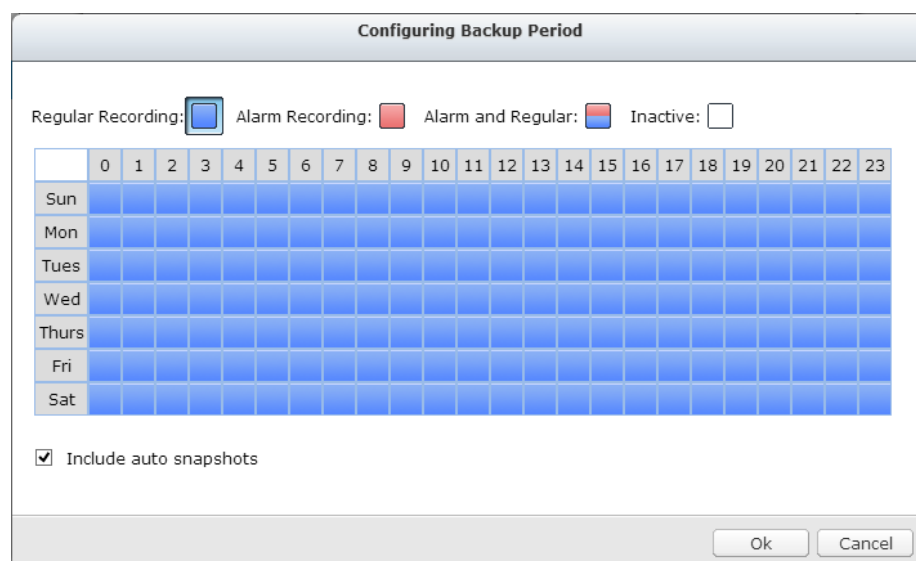 Configuring Backup Period
Regular Recording: Alarm Recording: Alarm and Regular: Inactive:
0 1 2 3 4 5 6 7 8 9 10 11 12 13 14 15 16 17 18 19 20 21 22 23
Sun
Mon
Tues
Wed
Thurs
Fri
Sat
Include auto snapshots
Ok Cancel